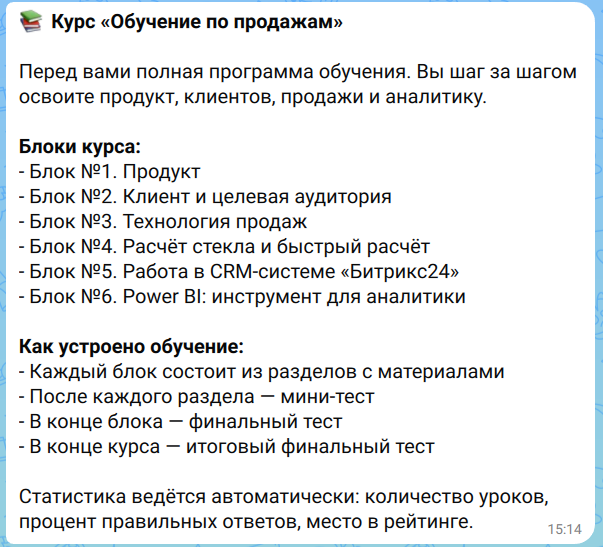 📚 Курс «Обучение по продажам»
Перед вами полная программа обучения. Вы шаг за шагом
освоите продукт, клиентов, продажи и аналитику.
Блоки курса:
- Блок №1. Продукт
- Блок №2. Клиент и целевая аудитория
- Блок №3. Технология продаж
- Блок №4. Расчёт стекла и быстрый расчёт
- Блок №5. Работа в CRM-системе «Битрикс24»
- Блок №6. Power BI: инструмент для аналитики
Как устроено обучение:
- Каждый блок состоит из разделов с материалами
- После каждого раздела — мини-тест
- В конце блока — финальный тест
- В конце курса — итоговый финальный тест
Статистика ведётся автоматически: количество уроков,
процент правильных ответов, место в рейтинге.
15:14